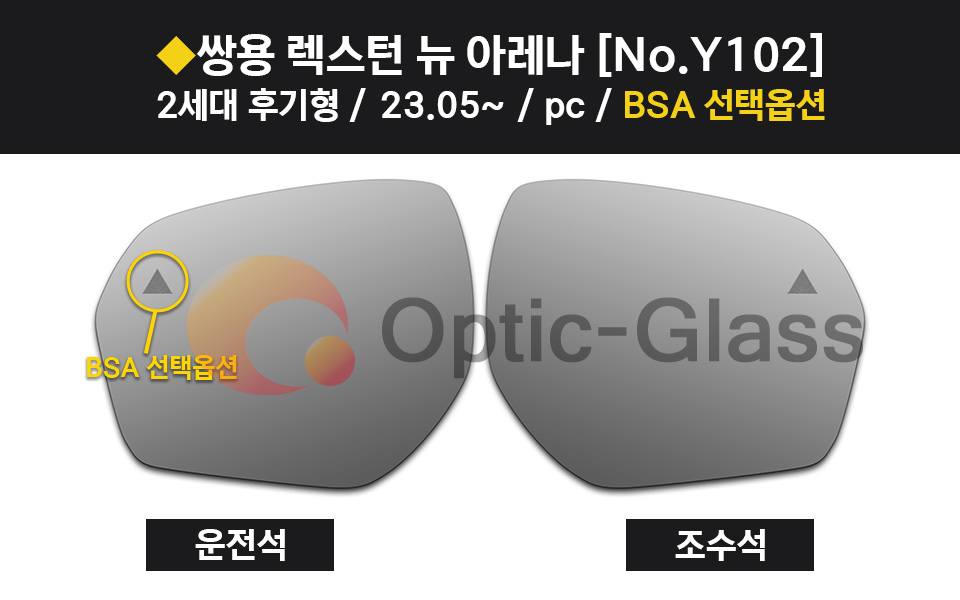 ◆쌍용 렉스턴 뉴 아레나 [No.Y102]
2세대 후기형 / 23.05~ / pc / BSA 선택옵션
Optic-Glass
BSA 선택옵션
운전석
조수석